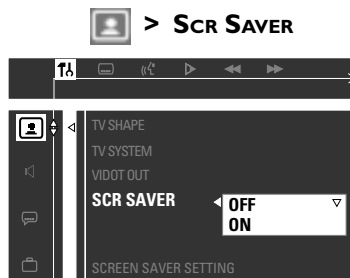 > SCR SAVER
TV SHAPE
TV SYSTEM
VIDOT OUT
SCR SAVER
OFF
ON
SCREEN SAVER SETTING